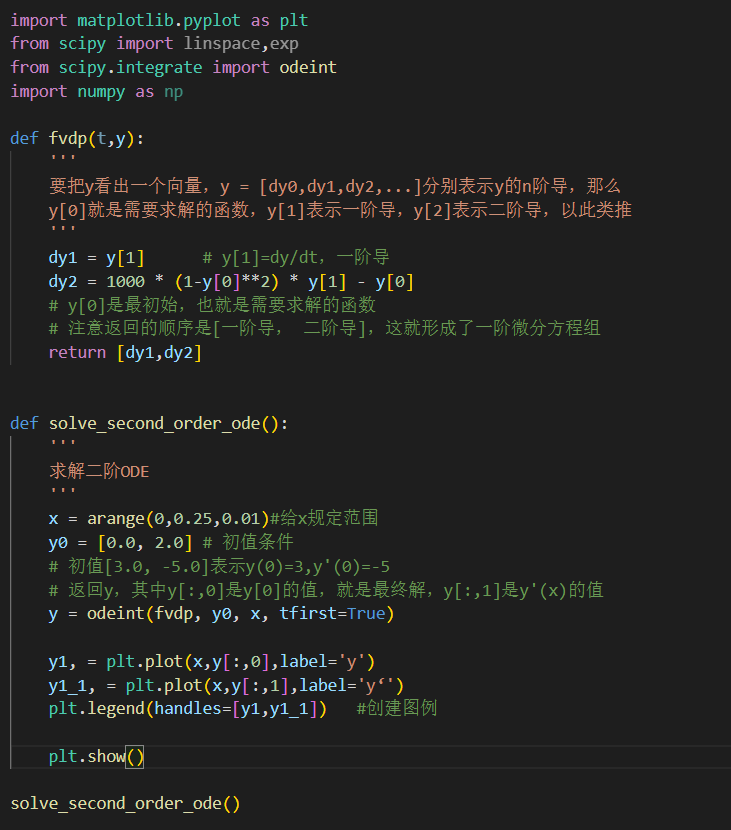 import matplotlib.pyplot as plt
from scipy import linspace,exp
from scipy.integrate import odeint
import numpy as np
def fvdp(t,y):
    '''
    要把y看出一个向量，y = [dy0,dy1,dy2,...]分别表示y的n阶导，那么
    y[0]就是需要求解的函数，y[1]表示一阶导，y[2]表示二阶导，以此类推
    '''
    dy1 = y[1]      # y[1]=dy/dt，一阶导
    dy2 = 1000 * (1-y[0]**2) * y[1] - y[0]
    # y[0]是最初始，也就是需要求解的函数
    # 注意返回的顺序是[一阶导， 二阶导]，这就形成了一阶微分方程组
    return [dy1,dy2]
def solve_second_order_ode():
    '''
    求解二阶ODE
    '''
    x = arange(0,0.25,0.01)#给x规定范围
    y0 = [0.0, 2.0] # 初值条件
    # 初值[3.0, -5.0]表示y(0)=3,y'(0)=-5
    # 返回y，其中y[:,0]是y[0]的值，就是最终解，y[:,1]是y'(x)的值
    y = odeint(fvdp, y0, x, tfirst=True)
    y1, = plt.plot(x,y[:,0],label='y')
    y1_1, = plt.plot(x,y[:,1],label='y‘')
    plt.legend(handles=[y1,y1_1])   #创建图例
    plt.show()
solve_second_order_ode()